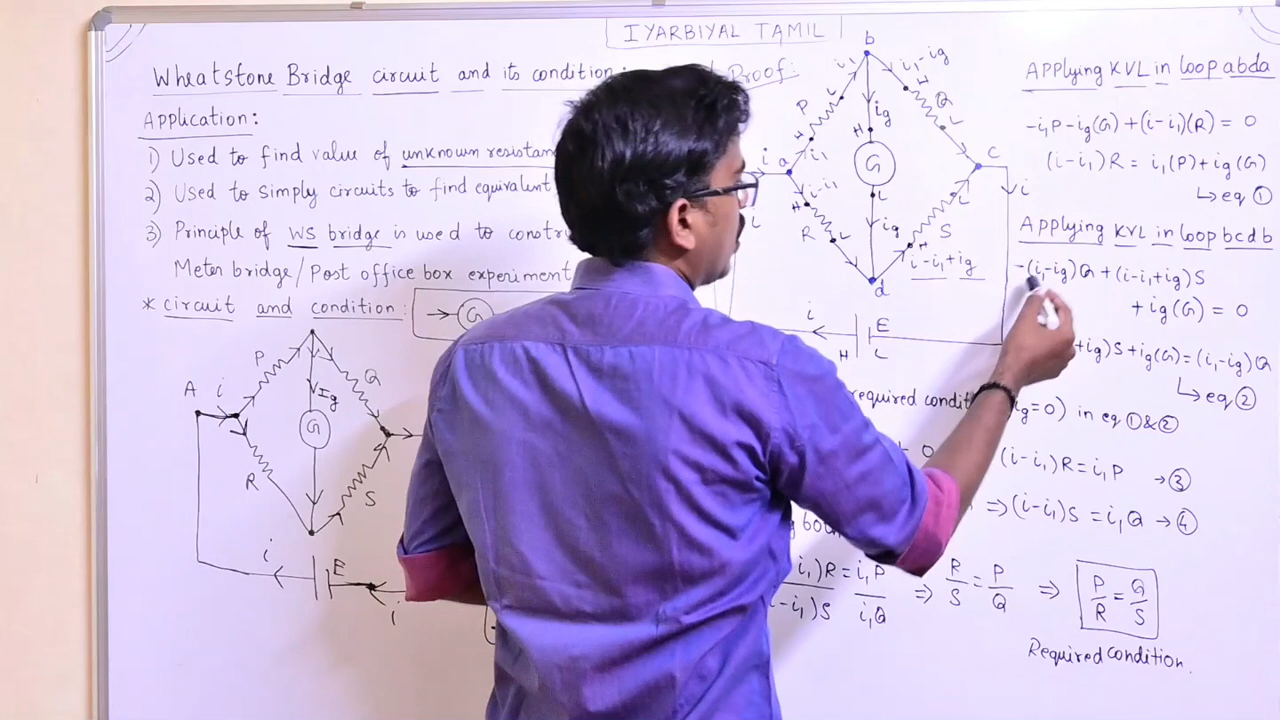 IYARBIYAL TAMIL
Wheatstone Bridge circuit and its condition: Proof:
Application:
1) Used to find value of unknown resistan
2) Used to simply circuits to find equivalent
3) Principle of WS bridge is used to constr
Meter bridge/Post office box experiment
* circuit and condition:
G
A i P Q
Ig
G
R S
i E
i
b
i₁ i₁-ig
P i H
H Q
ig L
H
i a i₁ G c
i-i₁ L L i
H
R L ig S
H
i-i₁+ig
d
i E
H L
Applying KVL in loop abda
-i₁P-ig(G)+(i-i₁)(R) = 0
(i-i₁)R = i₁(P)+ig(G)
↳eq ①
Applying KVL in loop bcdb
-(i₁-ig)Q+(i-i₁+ig)S
+ig(G) = 0
+ig)S+ig(G)=(i₁-ig)Q
↳eq ②
required condit ig=0) in eq ①&②
(i-i₁)R=i₁P →③
⇒(i-i₁)S = i₁Q →④
i₁)R = i₁P ⇒ R/S = P/Q ⇒ P/R = Q/S
-i₁)S i₁Q
Required condition.